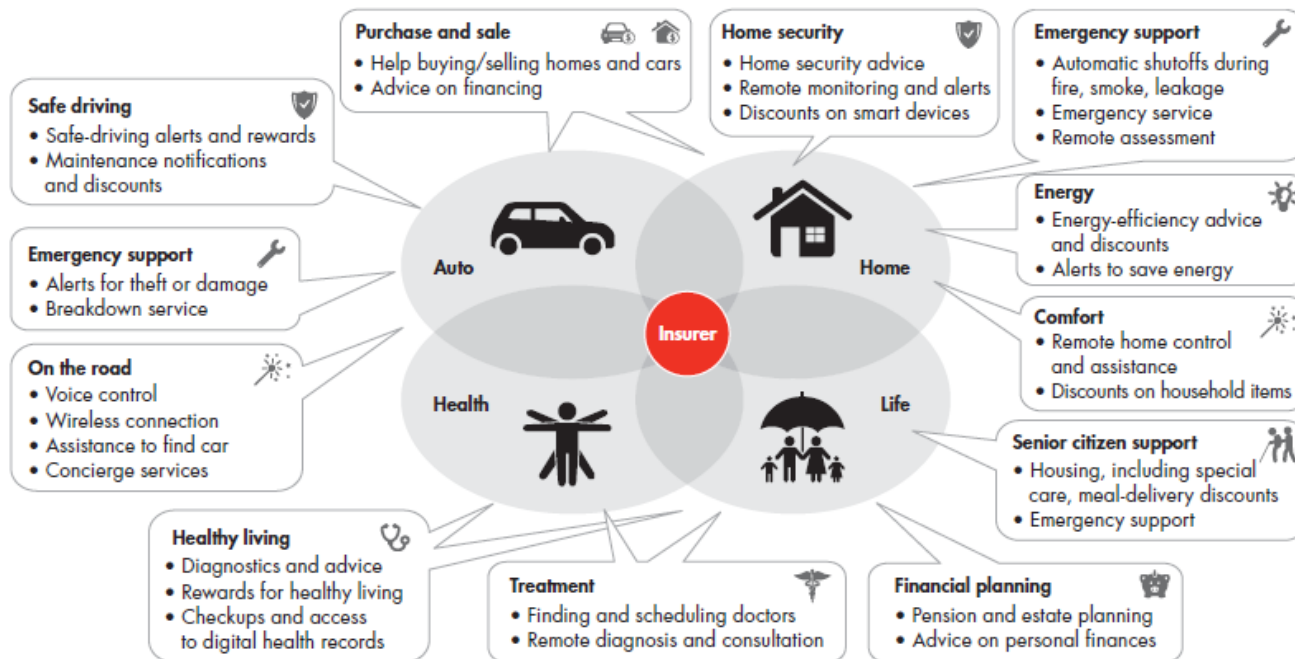 Purchase and sale
• Help buying/selling homes and cars
• Advice on financing
Home security
• Home security advice
• Remote monitoring and alerts
• Discounts on smart devices
Emergency support
• Automatic shutoffs during
fire, smoke, leakage
• Emergency service
• Remote assessment
Safe driving
• Safe-driving alerts and rewards
• Maintenance notifications
and discounts
Energy
• Energy-efficiency advice
and discounts
• Alerts to save energy
Emergency support
• Alerts for theft or damage
• Breakdown service
Auto
Home
Insurer
Comfort
• Remote home control
and assistance
• Discounts on household items
On the road
• Voice control
• Wireless connection
• Assistance to find car
• Concierge services
Health
Life
Senior citizen support
• Housing, including special
care, meal-delivery discounts
• Emergency support
Healthy living
• Diagnostics and advice
• Rewards for healthy living
• Checkups and access
to digital health records
Treatment
• Finding and scheduling doctors
• Remote diagnosis and consultation
Financial planning
• Pension and estate planning
• Advice on personal finances